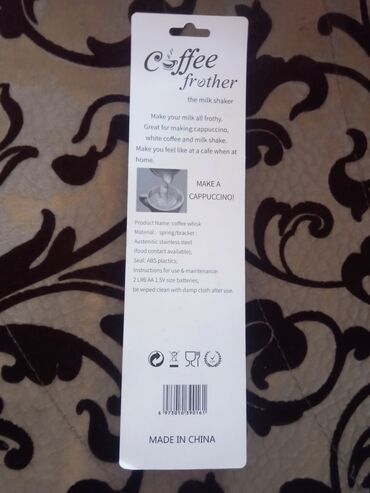 Coffee
frother
the milk shaker
Make your milk all frothy.
Great for making cappuccino,
white coffee and milk shake.
Make you feel like at a cafe when at
home.
MAKE A
CAPPUCCINO!
Product Name: coffee whisk
Material: spring/bracket:
Austenitic stainless steel
(food contact available);
Seal: ABS plactics;
Instructions for use & maintenance:
2 LR6 AA 1.5V size batteries,
be wiped clean with damp cloth after use.
6 973010 390161
MADE IN CHINA